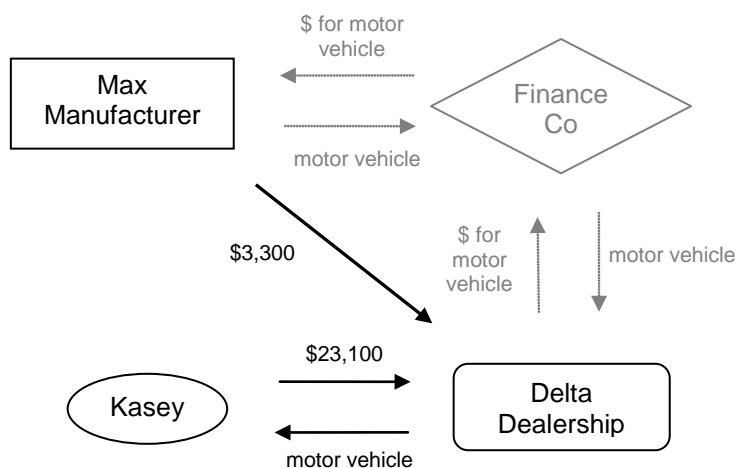 $ for motor
vehicle
Max
Manufacturer
Finance
Co
motor vehicle
$3,300
$ for
motor
vehicle
motor vehicle
$23,100
Kasey
Delta
Dealership
motor vehicle